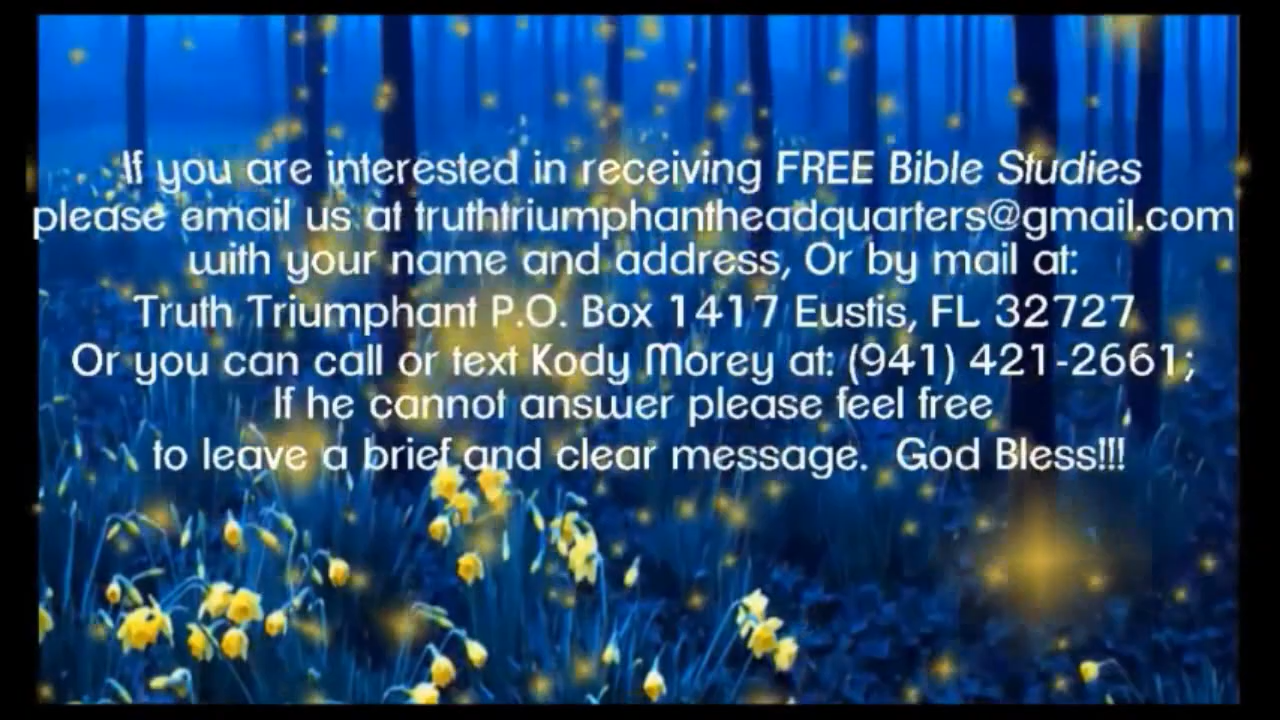 If you are interested in receiving FREE Bible Studies
please email us at truthtriumphantheadquarters@gmail.com
with your name and address, Or by mail at:
Truth Triumphant P.O. Box 1417 Eustis, FL 32727
Or you can call or text Kody Morey at: (941) 421-2661;
If he cannot answer please feel free
to leave a brief and clear message. God Bless!!!